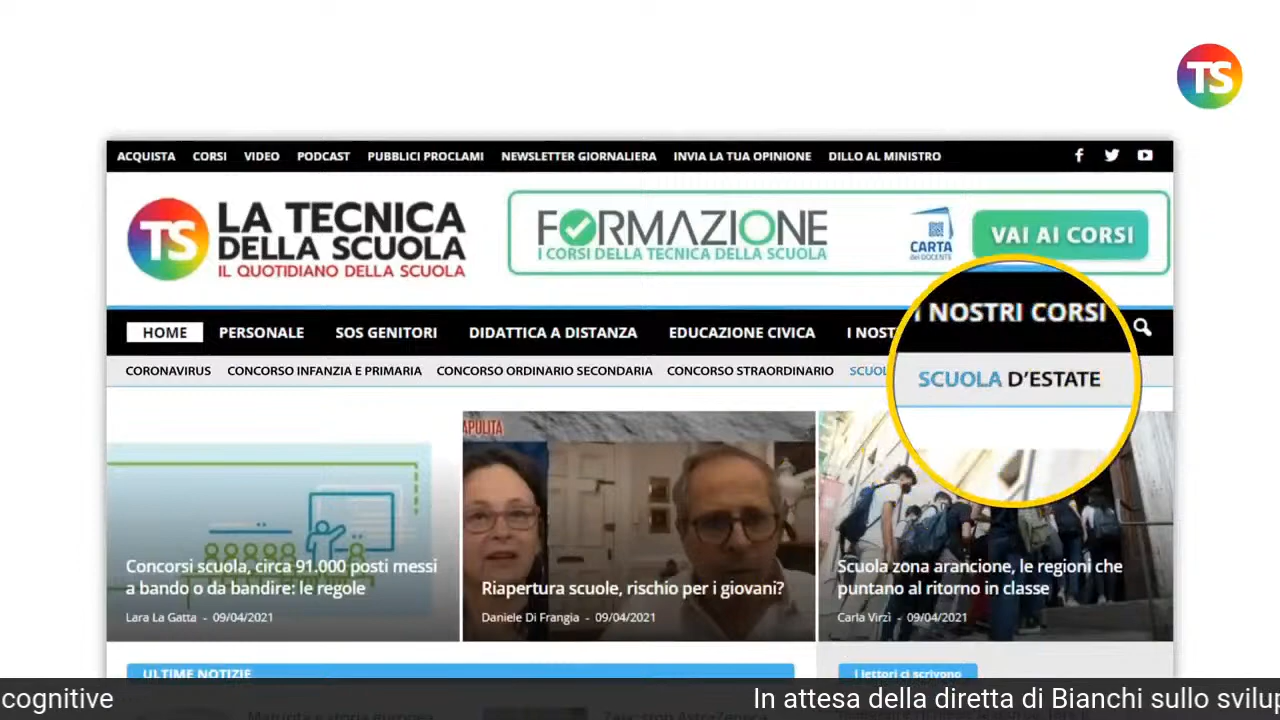 TS
ACQUISTA CORSI VIDEO PODCAST PUBBLICI PROCLAMI NEWSLETTER GIORNALIERA INVIA LA TUA OPINIONE DILLO AL MINISTRO
TS
LA TECNICA
DELLA SCUOLA
IL QUOTIDIANO DELLA SCUOLA
FORMAZIONE
I CORSI DELLA TECNICA DELLA SCUOLA
CARTA
del DOCENTE
VAI AI CORSI
HOME PERSONALE SOS GENITORI DIDATTICA A DISTANZA EDUCAZIONE CIVICA I NOST
I NOSTRI CORSI
CORONAVIRUS CONCORSO INFANZIA E PRIMARIA CONCORSO ORDINARIO SECONDARIA CONCORSO STRAORDINARIO SCUOL
SCUOLA D'ESTATE
APULITA
Concorsi scuola, circa 91.000 posti messi
a bando o da bandire: le regole
Lara La Gatta - 09/04/2021
Riapertura scuole, rischio per i giovani?
Daniele Di Frangia - 09/04/2021
Scuola zona arancione, le regioni che
puntano al ritorno in classe
Carla Virzì - 09/04/2021
ULTIME NOTIZIE
I lettori ci scrivono
cognitive In attesa della diretta di Bianchi sullo svilup